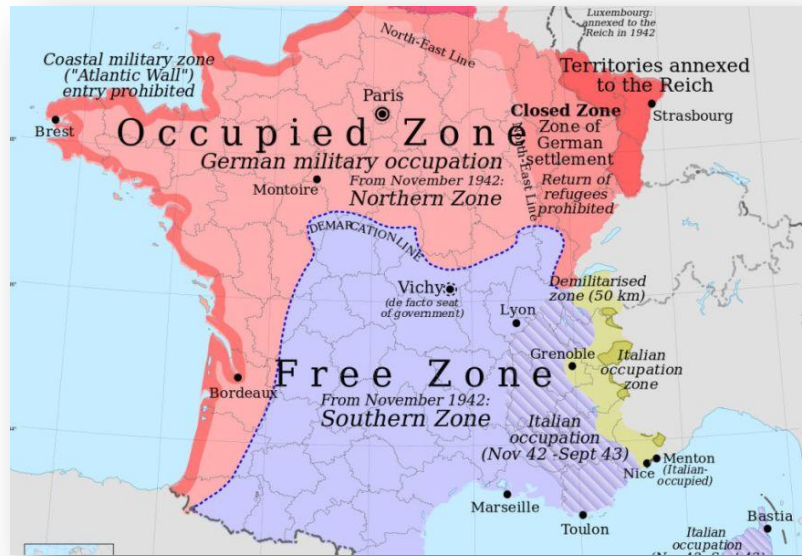 Luxembourg:
annexed to the
Reich in 1942
North-East Line
Coastal military zone
("Atlantic Wall")
entry prohibited
Territories annexed
to the Reich
Paris
Strasbourg
Brest
Closed Zone
Zone of
German
settlement
Return of
refugees
prohibited
Occupied Zone
German military occupation
From November 1942:
Northern Zone
North-East Line
Montoire
DEMARCATION LINE
Vichy
(de facto seat
of government)
Demilitarised
zone (50 km)
Lyon
Grenoble
Italian
occupation
zone
Free Zone
From November 1942:
Southern Zone
Bordeaux
Italian
occupation
(Nov 42 -Sept 43)
Menton
(Italian-
occupied)
Nice
Marseille
Toulon
Bastia
Italian
occupation